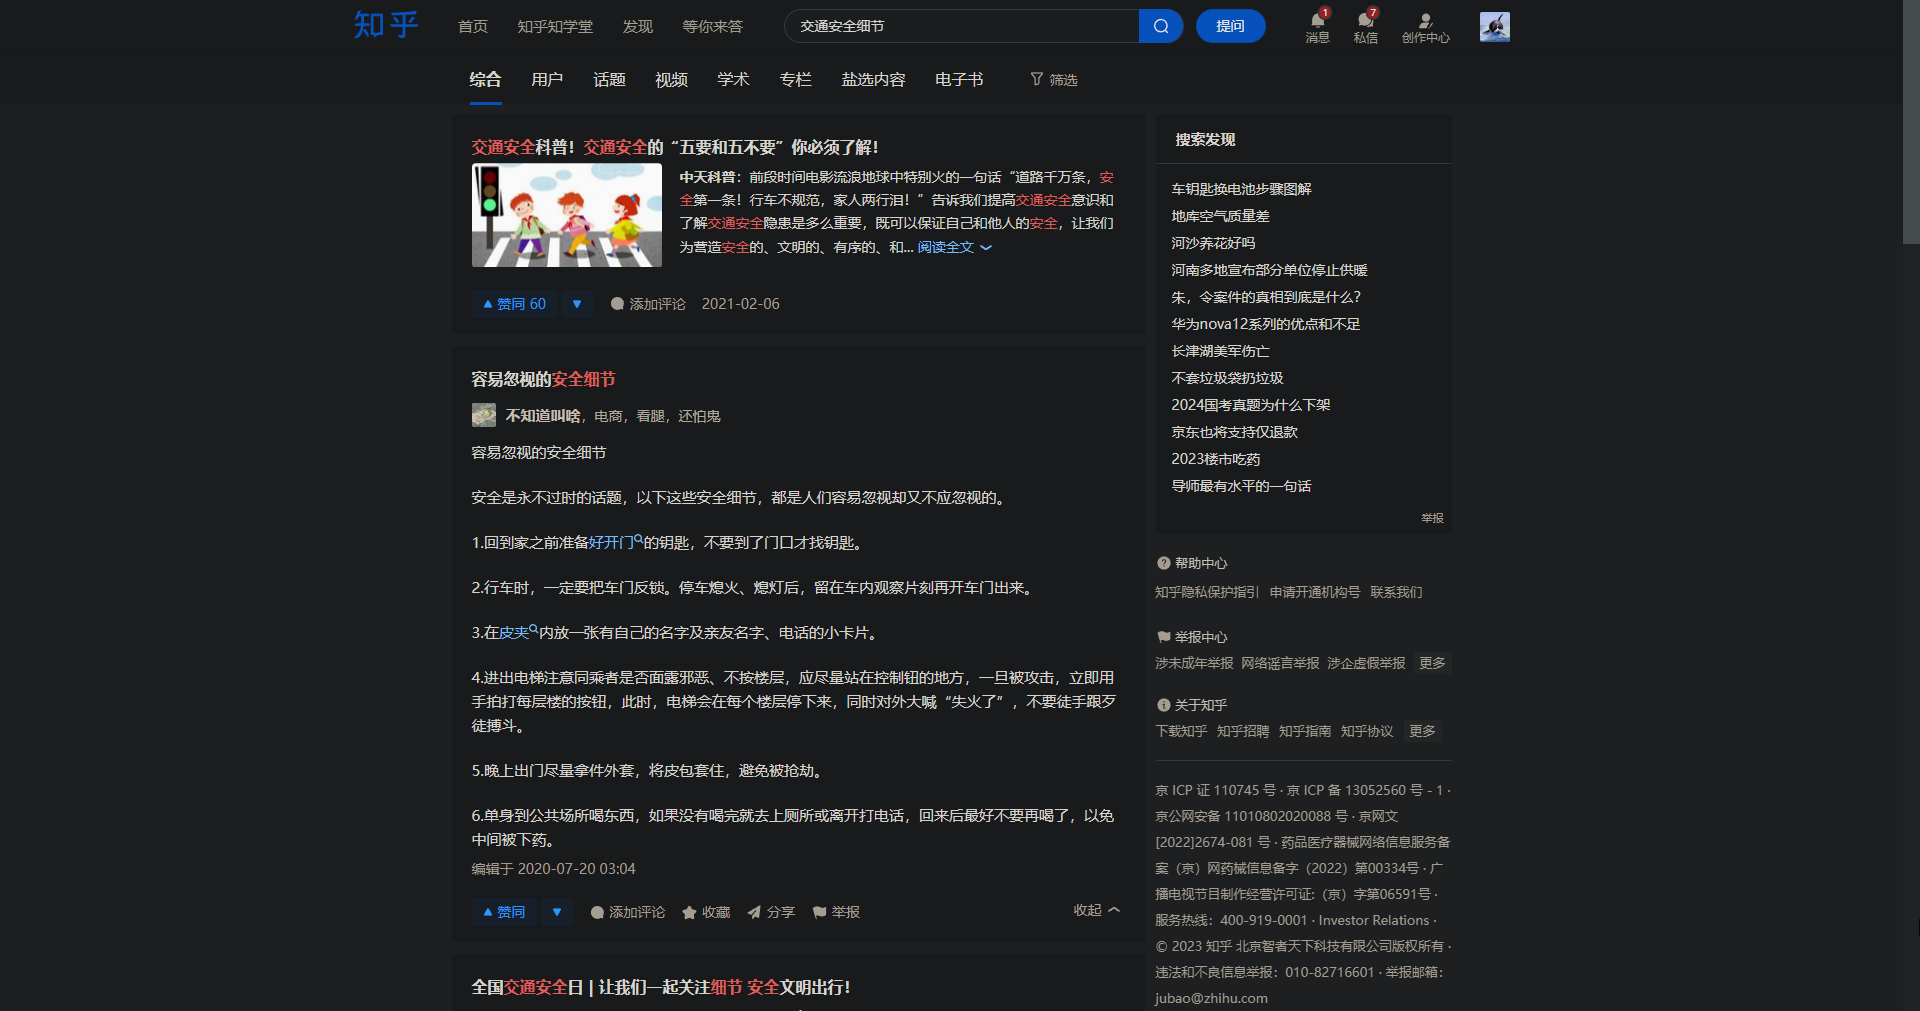 知乎
首页 知乎知学堂 发现 等你来答
交通安全细节
提问
1
消息
7
私信
创作中心
综合 用户 话题 视频 学术 专栏 盐选内容 电子书 筛选
交通安全科普！交通安全的“五要和五不要”你必须了解！
中天科普：前段时间电影流浪地球中特别火的一句话“道路千万条，安
全第一条！行车不规范，家人两行泪！”告诉我们提高交通安全意识和
了解交通安全隐患是多么重要，既可以保证自己和他人的安全，让我们
为营造安全的、文明的、有序的、和... 阅读全文
赞同 60 添加评论 2021-02-06
容易忽视的安全细节
不知道叫啥，电商，看腿，还怕鬼
容易忽视的安全细节
安全是永不过时的话题，以下这些安全细节，都是人们容易忽视却又不应忽视的。
1.回到家之前准备好开门的钥匙，不要到了门口才找钥匙。
2.行车时，一定要把车门反锁。停车熄火、熄灯后，留在车内观察片刻再开车门出来。
3.在皮夹内放一张有自己的名字及亲友名字、电话的小卡片。
4.进出电梯注意同乘者是否面露邪恶、不按楼层，应尽量站在控制钮的地方，一旦被攻击，立即用
手拍打每层楼的按钮，此时，电梯会在每个楼层停下来，同时对外大喊“失火了”，不要徒手跟歹
徒搏斗。
5.晚上出门尽量拿件外套，将皮包套住，避免被抢劫。
6.单身到公共场所喝东西，如果没有喝完就去上厕所或离开打电话，回来后最好不要再喝了，以免
中间被下药。
编辑于 2020-07-20 03:04
赞同 添加评论 收藏 分享 举报 收起
全国交通安全日 | 让我们一起关注细节 安全文明出行！
搜索发现
车钥匙换电池步骤图解
地库空气质量差
河沙养花好吗
河南多地宣布部分单位停止供暖
朱，令案件的真相到底是什么?
华为nova12系列的优点和不足
长津湖美军伤亡
不套垃圾袋扔垃圾
2024国考真题为什么下架
京东也将支持仅退款
2023楼市吃药
导师最有水平的一句话
举报
帮助中心
知乎隐私保护指引 申请开通机构号 联系我们
举报中心
涉未成年举报 网络谣言举报 涉企虚假举报 更多
关于知乎
下载知乎 知乎招聘 知乎指南 知乎协议 更多
京 ICP 证 110745 号 · 京 ICP 备 13052560 号 - 1 ·
京公网安备 11010802020088 号 · 京网文
[2022]2674-081 号 · 药品医疗器械网络信息服务备
案（京）网药械信息备字（2022）第00334号 · 广
播电视节目制作经营许可证:（京）字第06591号 ·
服务热线：400-919-0001 · Investor Relations ·
© 2023 知乎 北京智者天下科技有限公司版权所有 ·
违法和不良信息举报：010-82716601 · 举报邮箱：
jubao@zhihu.com